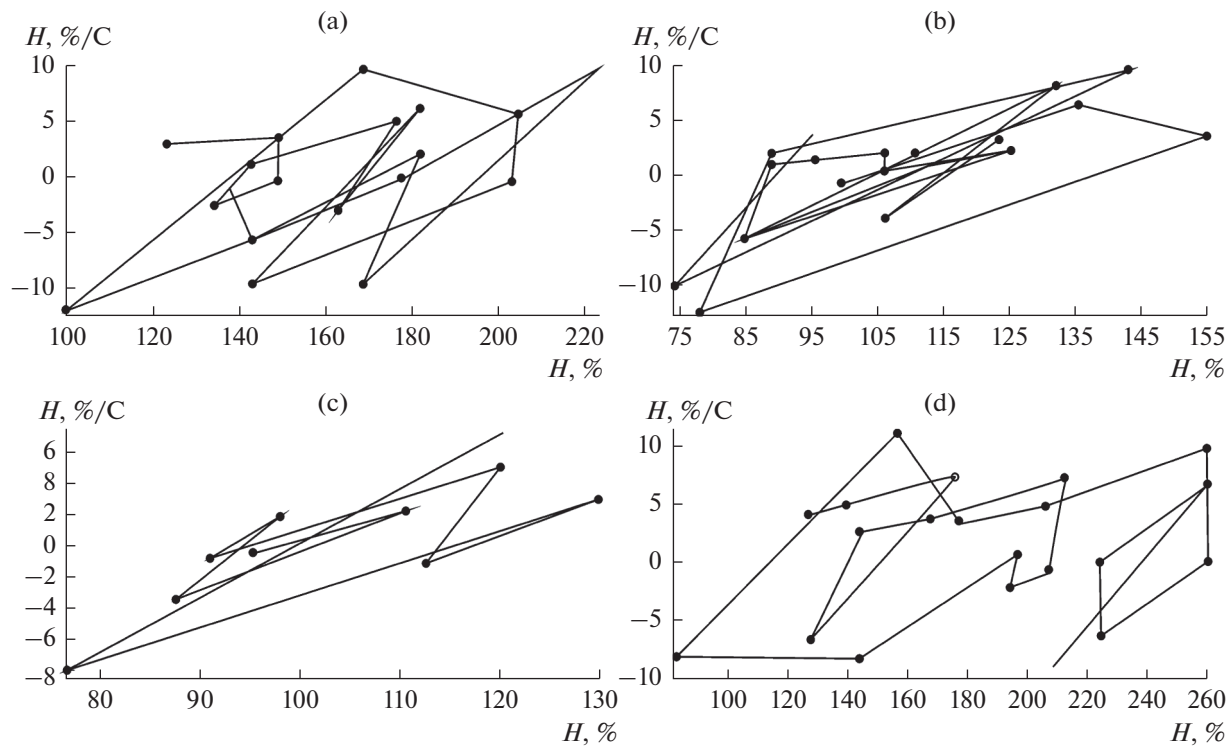 (a)
H, %/C
10
5
0
−5
−10
100 120 140 160 180 200 220
H, %
(b)
H, %/C
10
5
0
−5
−10
75 85 95 105 115 125 135 145 155
H, %
(c)
H, %/C
6
8
2
0
−2
−4
−6
−8
80 90 100 110 120 130
H, %
(d)
H, %/C
10
5
0
−5
−10
100 120 140 160 180 200 220 240 260
H, %